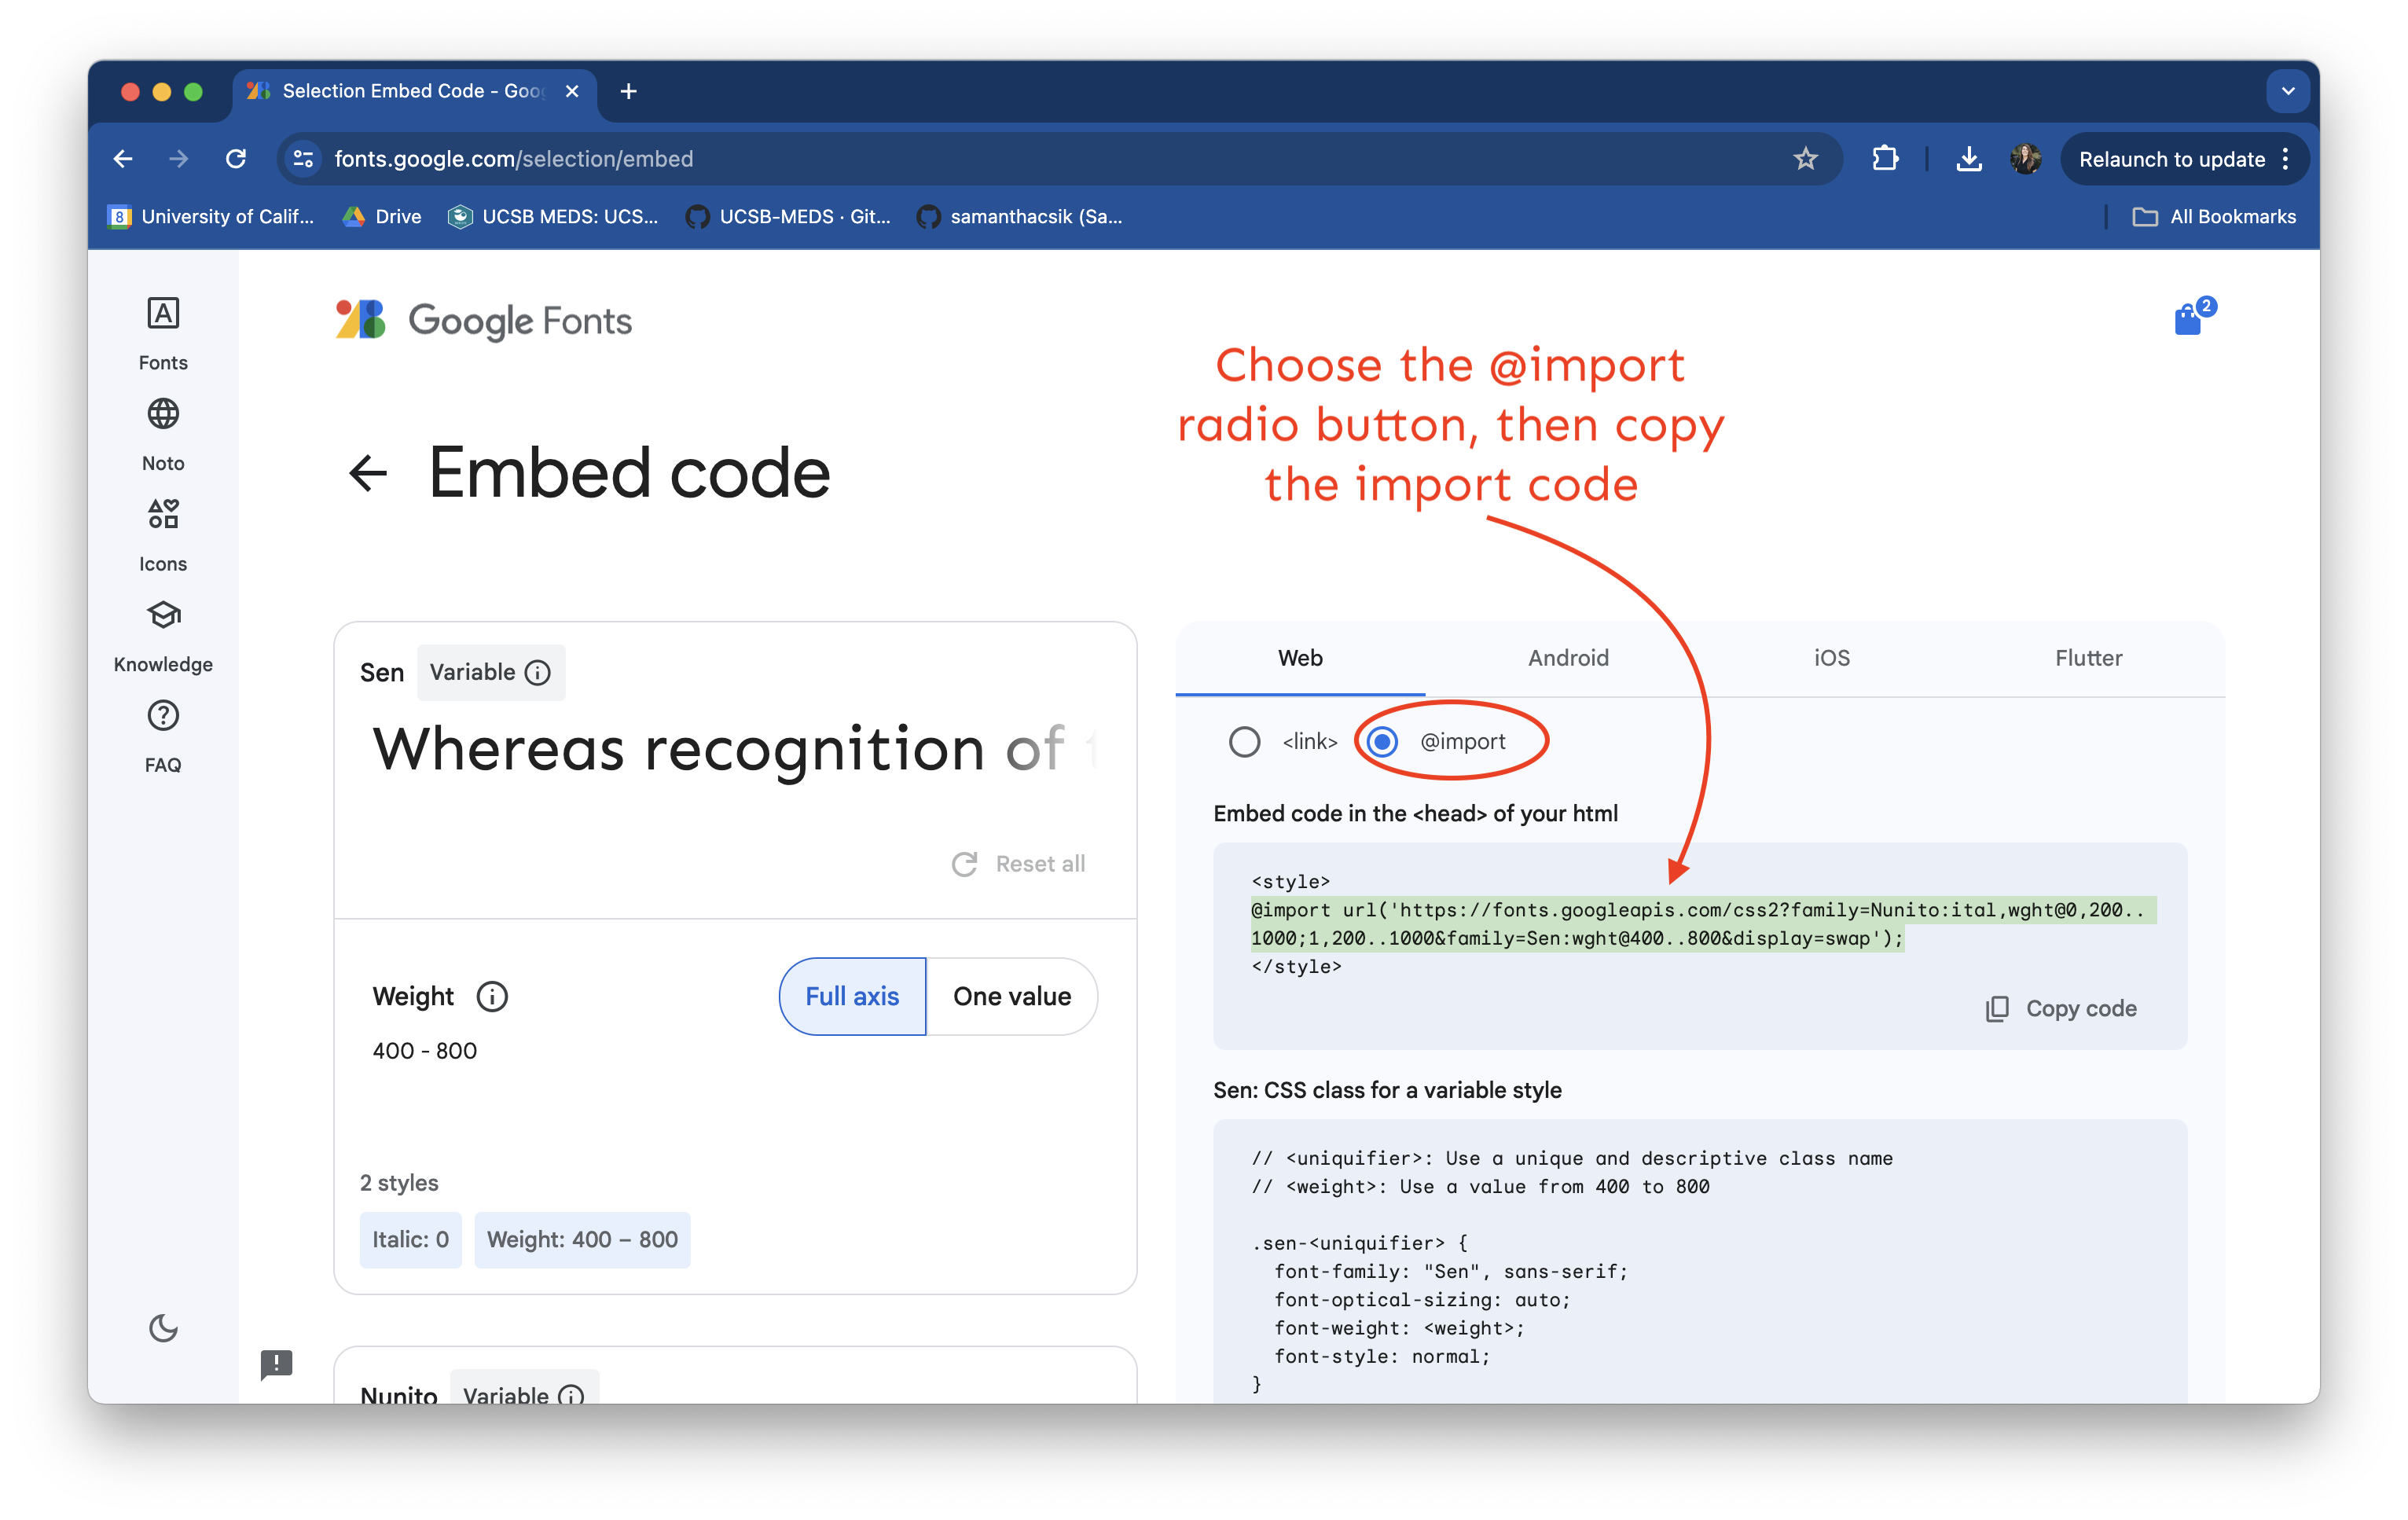 Selection Embed Code - Goo
fonts.google.com/selection/embed
Relaunch to update
8
University of Calif...
Drive
UCSB MEDS: UCS...
UCSB-MEDS · Git...
samanthacsik (Sa...
All Bookmarks
A
Fonts
Noto
Icons
Knowledge
FAQ
Google Fonts
2
Choose the @import
radio button, then copy
the import code
Embed code
Sen
Variable
Whereas recognition of t
Reset all
Weight
Full axis
One value
400 - 800
2 styles
Italic: 0
Weight: 400 – 800
Nunito
Variable
Web
Android
iOS
Flutter
<link>
@import
Embed code in the <head> of your html
<style>
@import url('https://fonts.googleapis.com/css2?family=Nunito:ital,wght@0,200..
1000;1,200..1000&family=Sen:wght@400..800&display=swap');
</style>
Copy code
Sen: CSS class for a variable style
// <uniquifier>: Use a unique and descriptive class name
// <weight>: Use a value from 400 to 800
.sen-<uniquifier> {
font-family: "Sen", sans-serif;
font-optical-sizing: auto;
font-weight: <weight>;
font-style: normal;
}